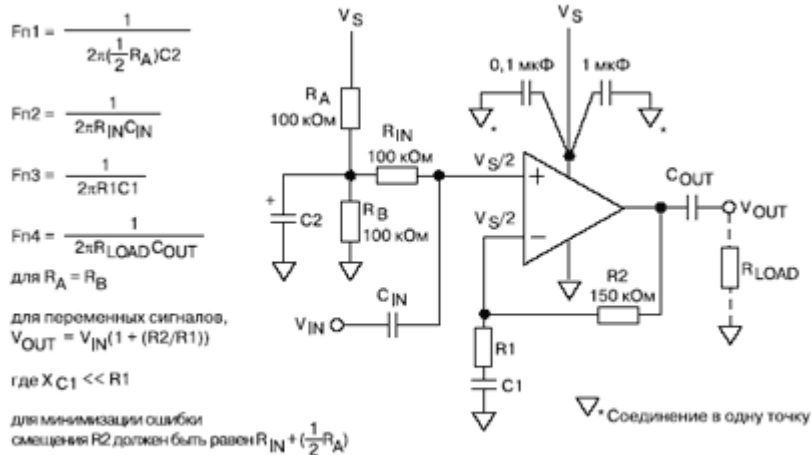 Fп1 = 1 / 2π(1/2 RA)C2
Fп2 = 1 / 2πRINCIN
Fп3 = 1 / 2πR1C1
Fп4 = 1 / 2πRLOADCOUT
для RA = RB
для переменных сигналов,
VOUT = VIN(1 + (R2/R1))
где XC1 << R1
для минимизации ошибки
смещения R2 должен быть равен RIN + (1/2 RA)
VS
RA
100 кОм
RIN
100 кОм
+
C2
RB
100 кОм
CIN
VIN
VS
0,1 мкФ
1 мкФ
*
*
VS/2
+
VS/2
−
COUT
VOUT
R2
150 кОм
RLOAD
R1
C1
* Соединение в одну точку